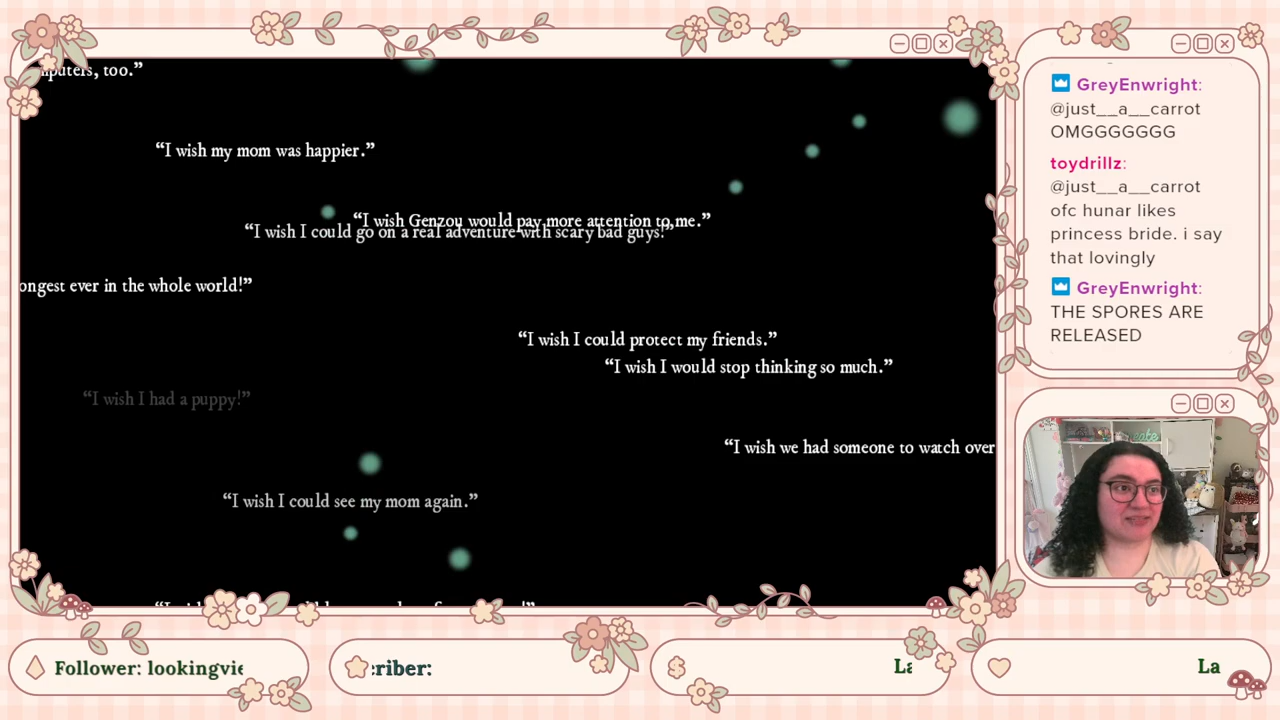 too.”
“I wish my mom was happier.”
“I wish Genzou would pay more attention to me.”
“I wish I could go on a real adventure with scary bad guys!”
ever in the whole world!”
“I wish I could protect my friends.”
“I wish I would stop thinking so much.”
“I wish I had a puppy!”
“I wish we had someone to watch over
“I wish I could see my mom again.”
GreyEnwright:
@just__a__carrot
OMGGGGGGG
toydrillz:
@just__a__carrot
ofc hunar likes
princess bride. i say
that lovingly
GreyEnwright:
THE SPORES ARE
RELEASED
Follower:
La
La